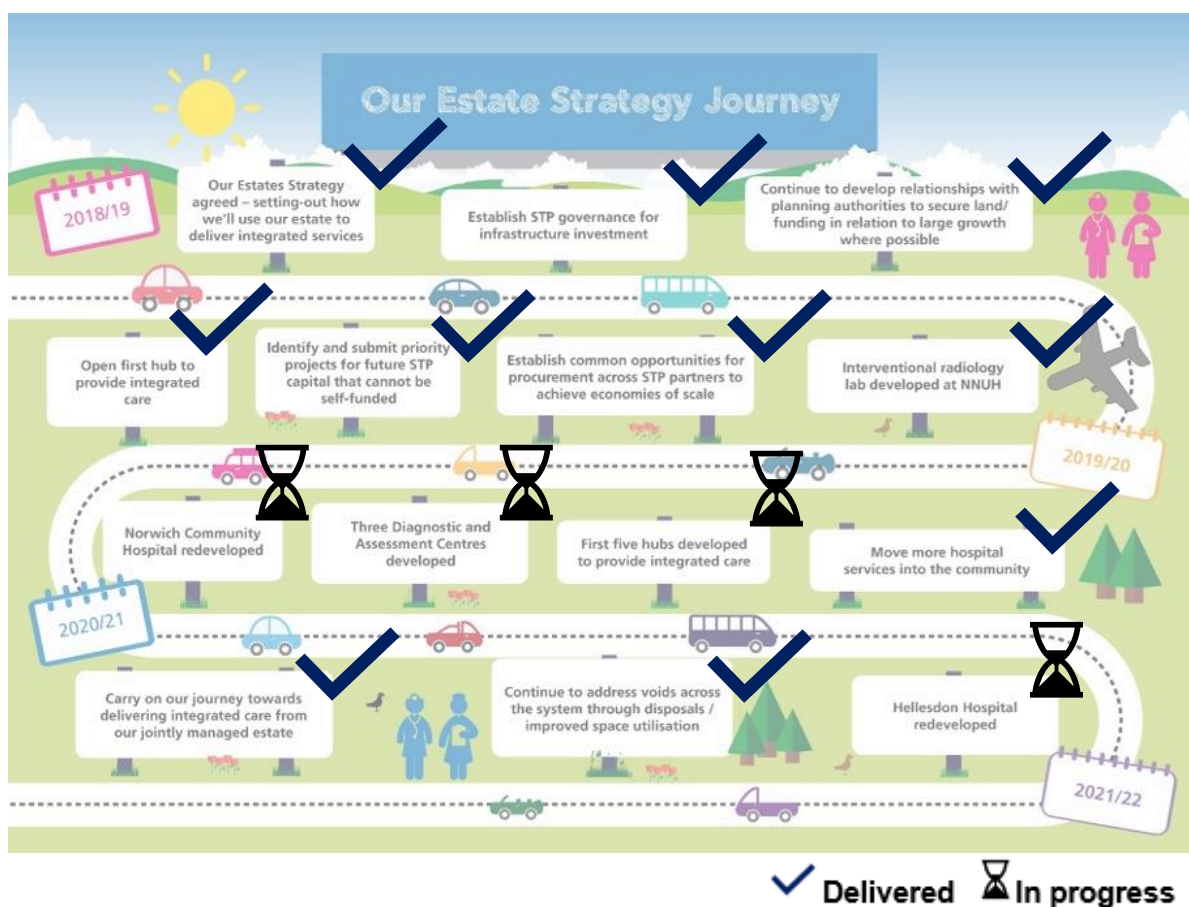 Our Estate Strategy Journey
2018/19
Our Estates Strategy
agreed – setting-out how
we'll use our estate to
deliver integrated services
Establish STP governance for
infrastructure investment
Continue to develop relationships with
planning authorities to secure land/
funding in relation to large growth
where possible
Open first hub to
provide integrated
care
Identify and submit priority
projects for future STP
capital that cannot be
self-funded
Establish common opportunities for
procurement across STP partners to
achieve economies of scale
Interventional radiology
lab developed at NNUH
2019/20
Norwich Community
Hospital redeveloped
Three Diagnostic and
Assessment Centres
developed
First five hubs developed
to provide integrated care
Move more hospital
services into the community
2020/21
Carry on our journey towards
delivering integrated care from
our jointly managed estate
Continue to address voids across
the system through disposals /
improved space utilisation
Hellesdon Hospital
redeveloped
2021/22
Delivered
In progress